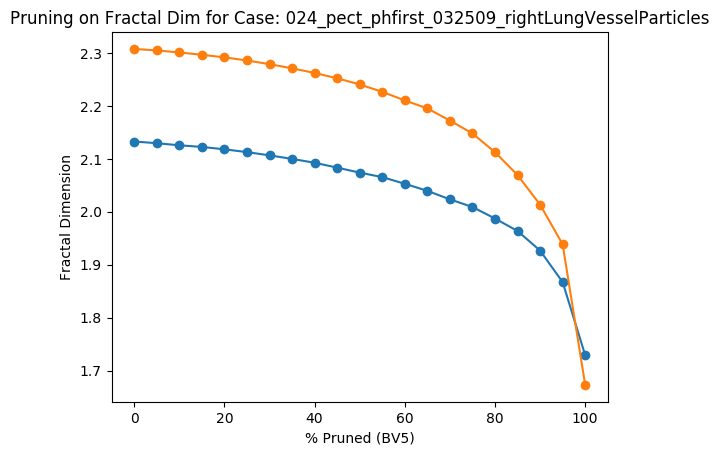 Pruning on Fractal Dim for Case: 024_pect_phfirst_032509_rightLungVesselParticles
Fractal Dimension
2.3
2.2
2.1
2.0
1.9
1.8
1.7
0 20 40 60 80 100
% Pruned (BV5)